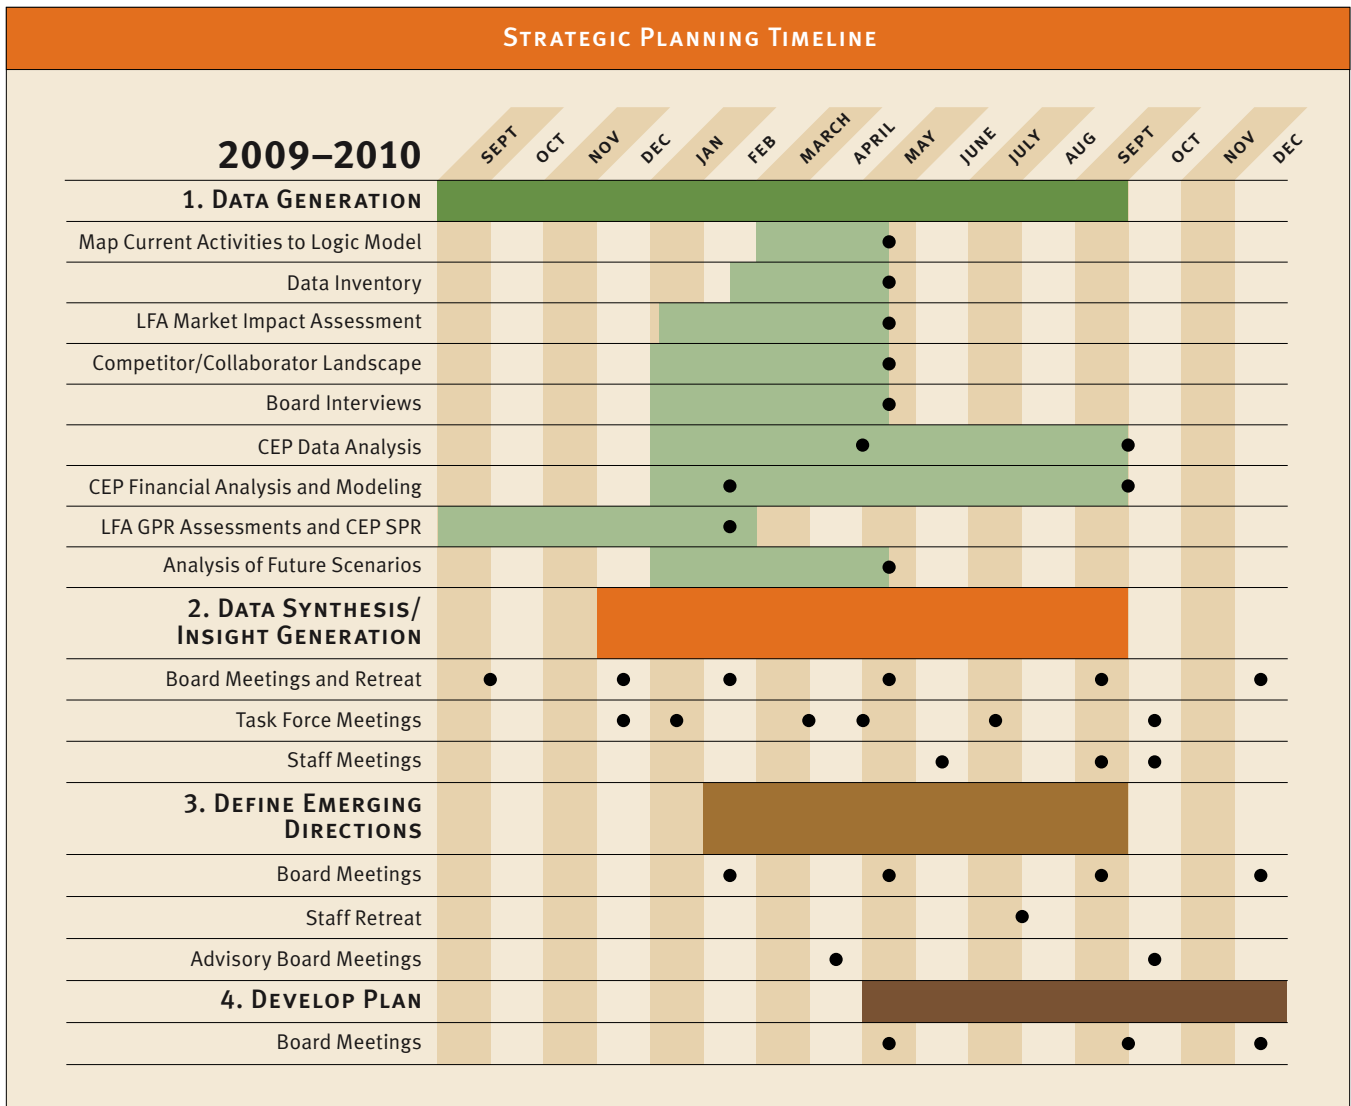 Strategic Planning Timeline
2009–2010
SEPT OCT NOV DEC JAN FEB MARCH APRIL MAY JUNE JULY AUG SEPT OCT NOV DEC
1. Data Generation
Map Current Activities to Logic Model
Data Inventory
LFA Market Impact Assessment
Competitor/Collaborator Landscape
Board Interviews
CEP Data Analysis
CEP Financial Analysis and Modeling
LFA GPR Assessments and CEP SPR
Analysis of Future Scenarios
2. Data Synthesis/
Insight Generation
Board Meetings and Retreat
Task Force Meetings
Staff Meetings
3. Define Emerging
Directions
Board Meetings
Staff Retreat
Advisory Board Meetings
4. Develop Plan
Board Meetings